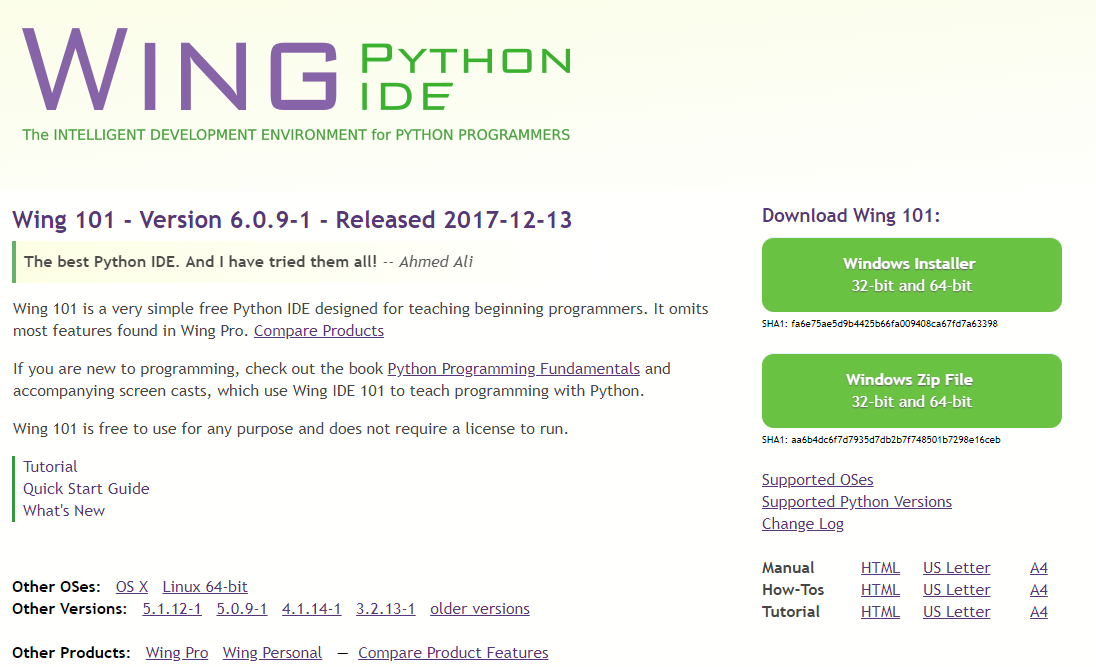 WING PYTHON IDE
The INTELLIGENT DEVELOPMENT ENVIRONMENT for PYTHON PROGRAMMERS
Wing 101 - Version 6.0.9-1 - Released 2017-12-13
The best Python IDE. And I have tried them all! -- Ahmed Ali
Wing 101 is a very simple free Python IDE designed for teaching beginning programmers. It omits
most features found in Wing Pro. Compare Products
If you are new to programming, check out the book Python Programming Fundamentals and
accompanying screen casts, which use Wing IDE 101 to teach programming with Python.
Wing 101 is free to use for any purpose and does not require a license to run.
Tutorial
Quick Start Guide
What's New
Other OSes: OS X Linux 64-bit
Other Versions: 5.1.12-1 5.0.9-1 4.1.14-1 3.2.13-1 older versions
Other Products: Wing Pro Wing Personal — Compare Product Features
Download Wing 101:
Windows Installer
32-bit and 64-bit
SHA1: fa6e75ae5d9b4425b66fa009408ca67fd7a63398
Windows Zip File
32-bit and 64-bit
SHA1: aa6b4dc6f7d7935d7db2b7f748501b7298e16ceb
Supported OSes
Supported Python Versions
Change Log
Manual HTML US Letter A4
How-Tos HTML US Letter A4
Tutorial HTML US Letter A4